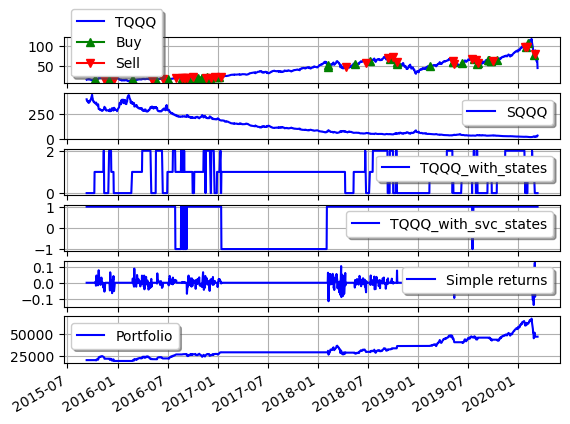 TQQQ
Buy
Sell
100
50
SQQQ
250
0
TQQQ_with_states
2
0
TQQQ_with_svc_states
1
0
−1
Simple returns
0.1
0.0
−0.1
Portfolio
50000
25000
2015-07 2016-01 2016-07 2017-01 2017-07 2018-01 2018-07 2019-01 2019-07 2020-01